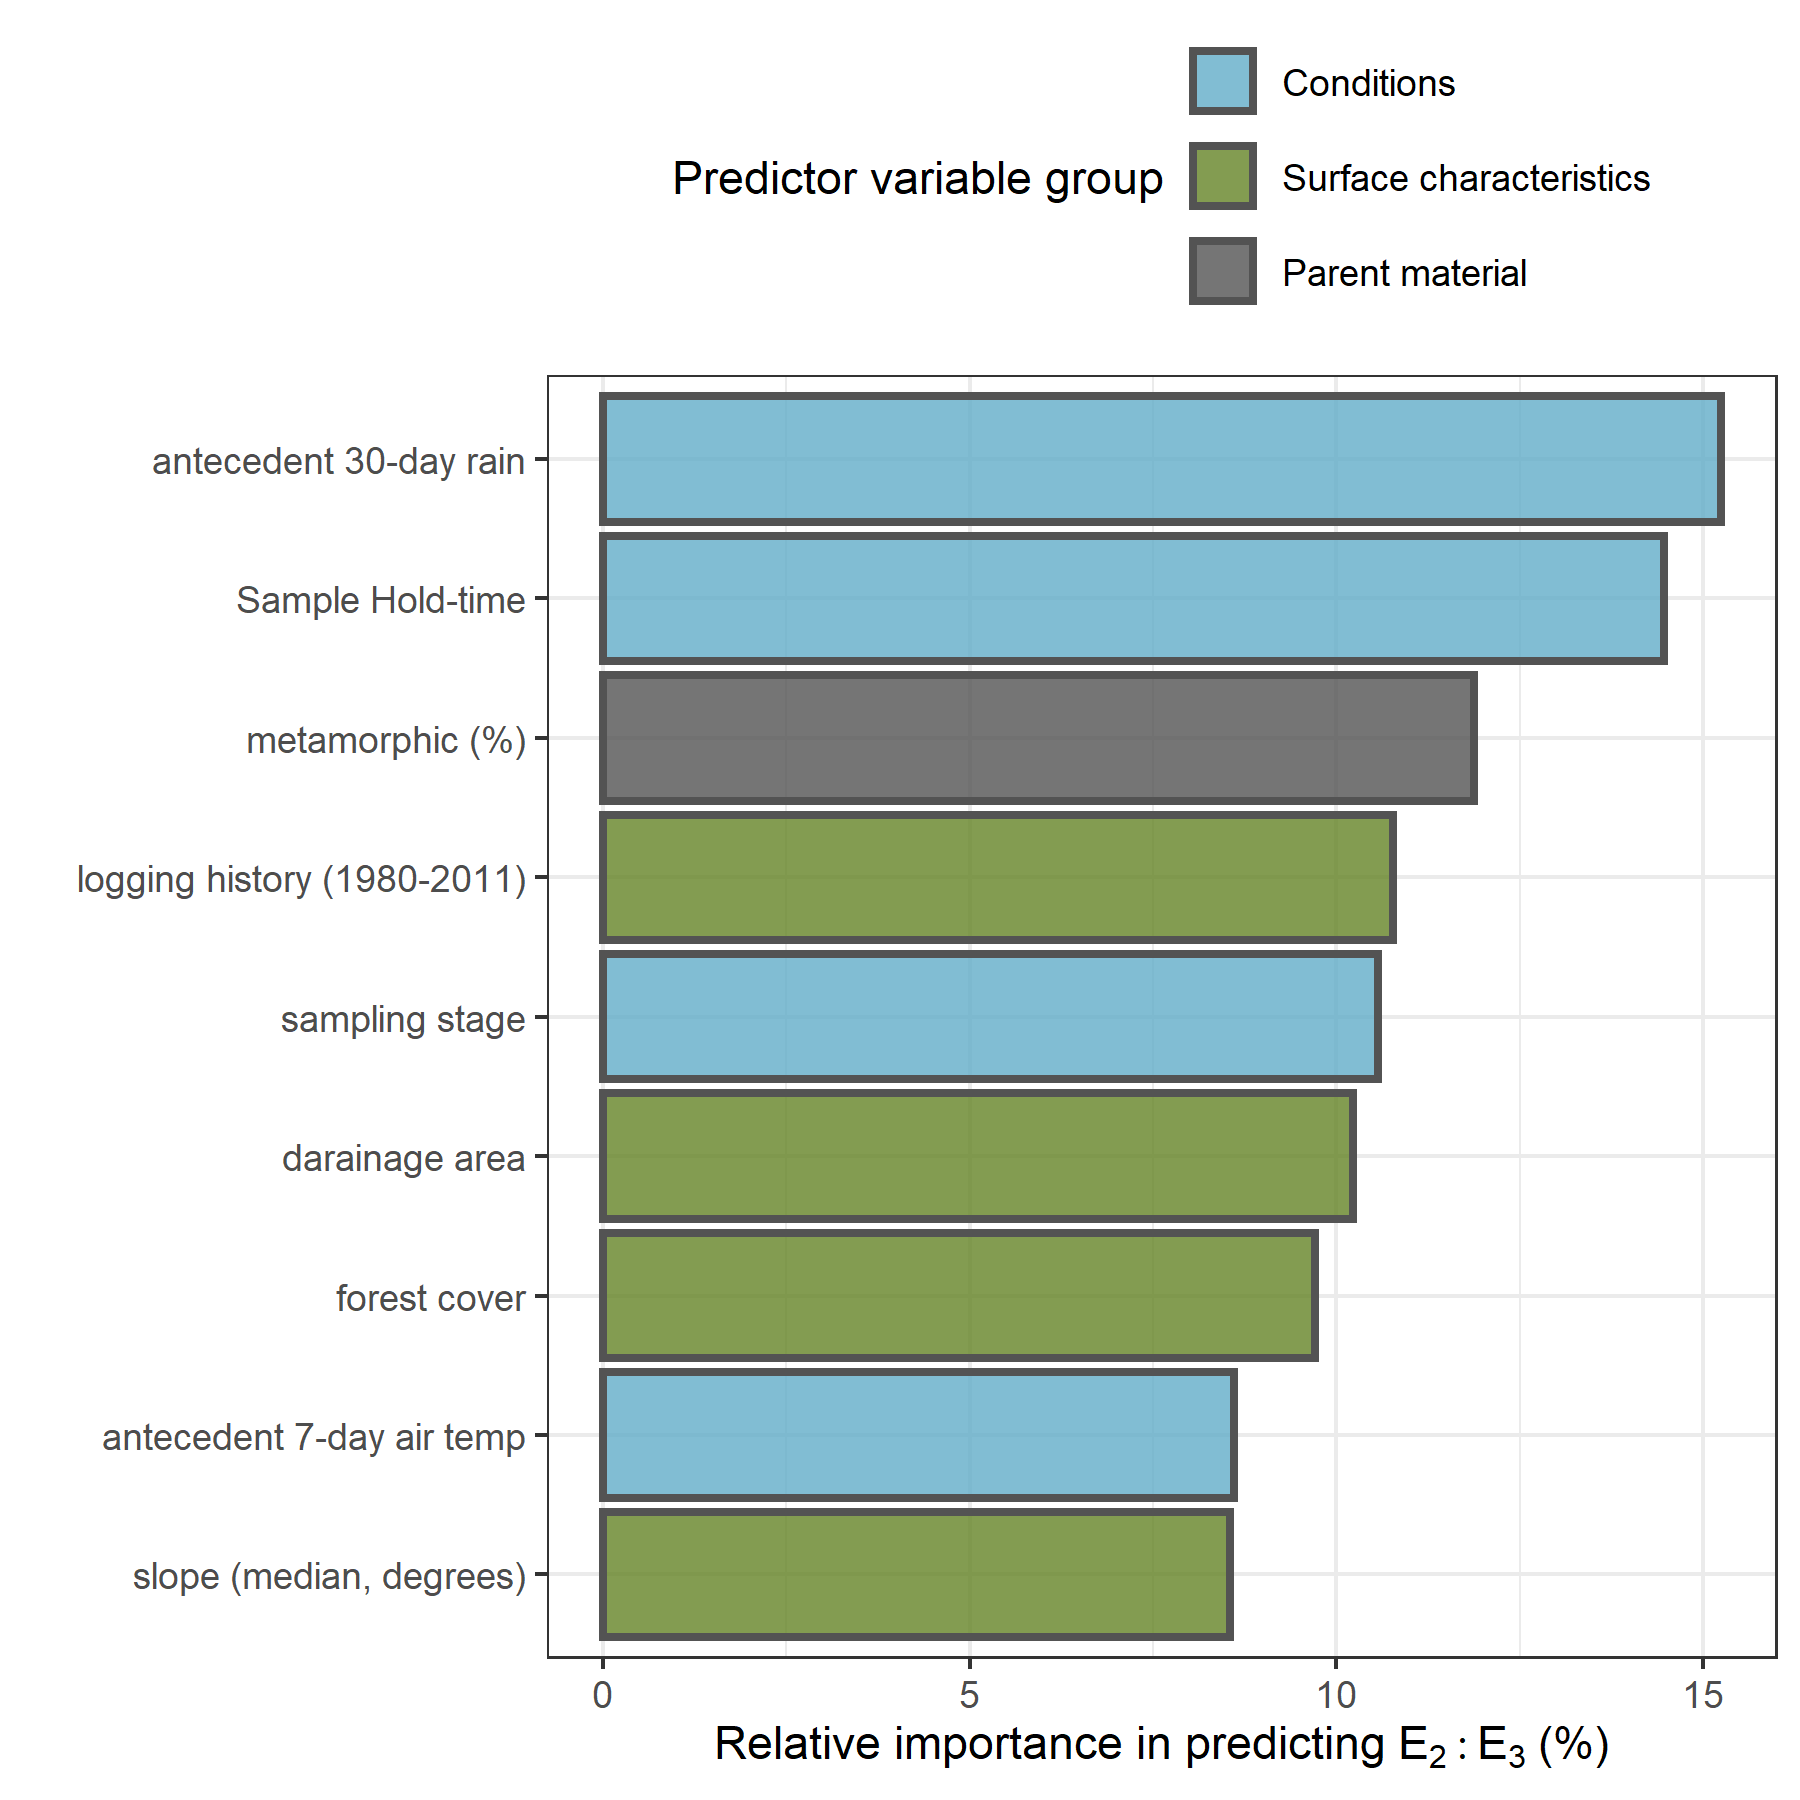 Conditions
Predictor variable group
Surface characteristics
Parent material
antecedent 30-day rain
Sample Hold-time
metamorphic (%)
logging history (1980-2011)
sampling stage
darainage area
forest cover
antecedent 7-day air temp
slope (median, degrees)
0 5 10 15
Relative importance in predicting E₂ : E₃ (%)